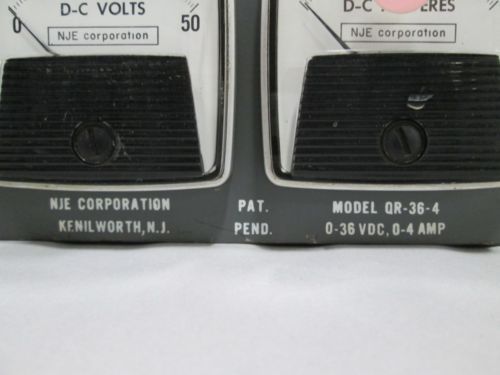 D-C VOLTS
0 50
NJE corporation
D-C
NJE corporation
NJE CORPORATION
KENILWORTH, N.J.
PAT.
PEND.
MODEL QR-36-4
0-36 VDC, 0-4 AMP